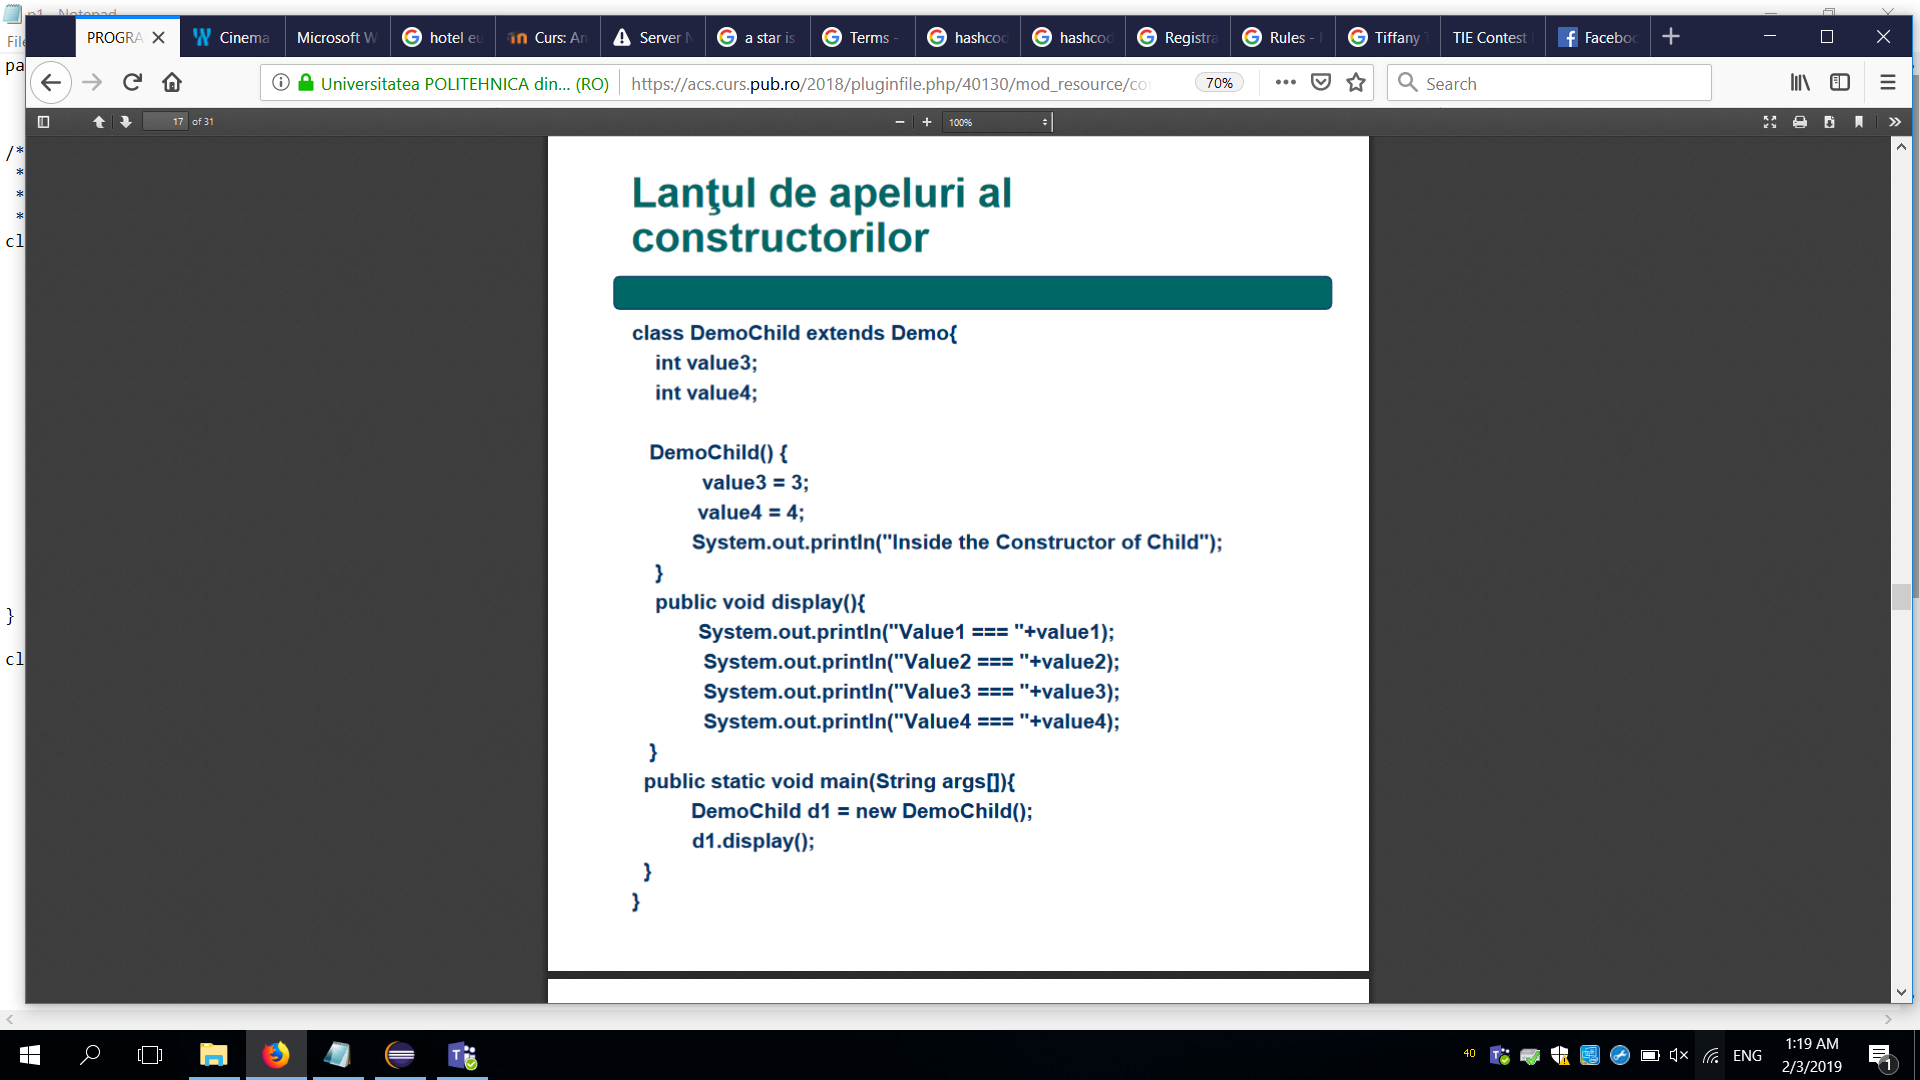 n1 - Notepad
PROGRA
Cinema
Microsoft W
hotel eu
Curs: An
Server N
a star is
Terms -
hashcod
hashcod
Registra
Rules -
Tiffany
TIE Contest
Faceboo
File
Universitatea POLITEHNICA din... (RO)
https://acs.curs.pub.ro/2018/pluginfile.php/40130/mod_resource/co
70%
Search
17 of 31
100%
pa
/*
*
*
*
cl
}
cl
Lanţul de apeluri al
constructorilor
class DemoChild extends Demo{
int value3;
int value4;
DemoChild() {
value3 = 3;
value4 = 4;
System.out.println("Inside the Constructor of Child");
}
public void display(){
System.out.println("Value1 === "+value1);
System.out.println("Value2 === "+value2);
System.out.println("Value3 === "+value3);
System.out.println("Value4 === "+value4);
}
public static void main(String args[]){
DemoChild d1 = new DemoChild();
d1.display();
}
}
40
ENG
1:19 AM
2/3/2019
1